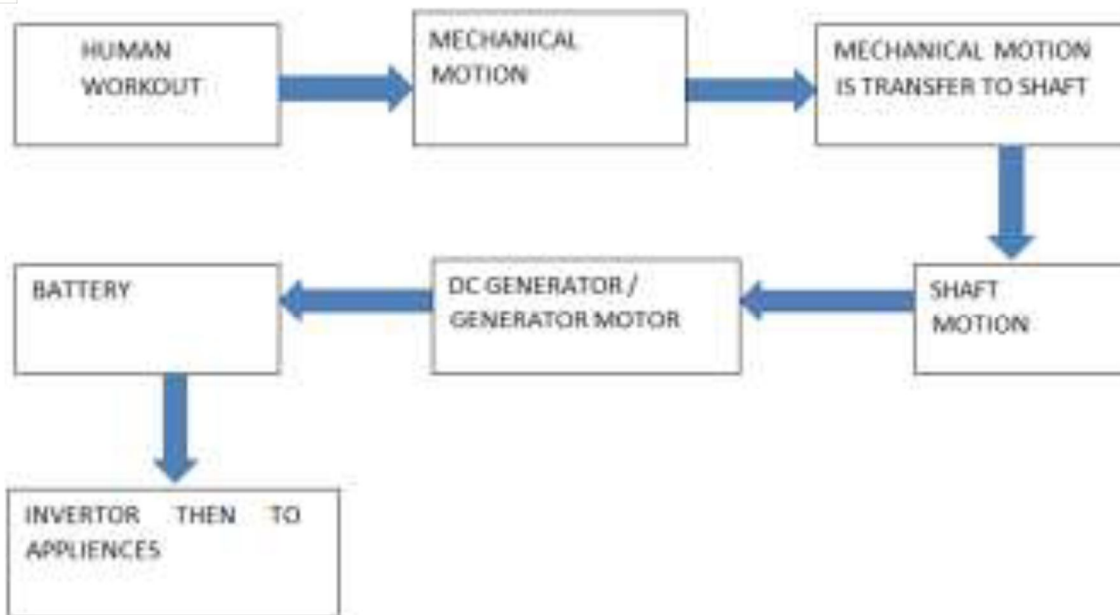 HUMAN
WORKOUT
MECHANICAL
MOTION
MECHANICAL MOTION
IS TRANSFER TO SHAFT
SHAFT
MOTION
DC GENERATOR /
GENERATOR MOTOR
BATTERY
INVERTOR THEN TO
APPLIENCES